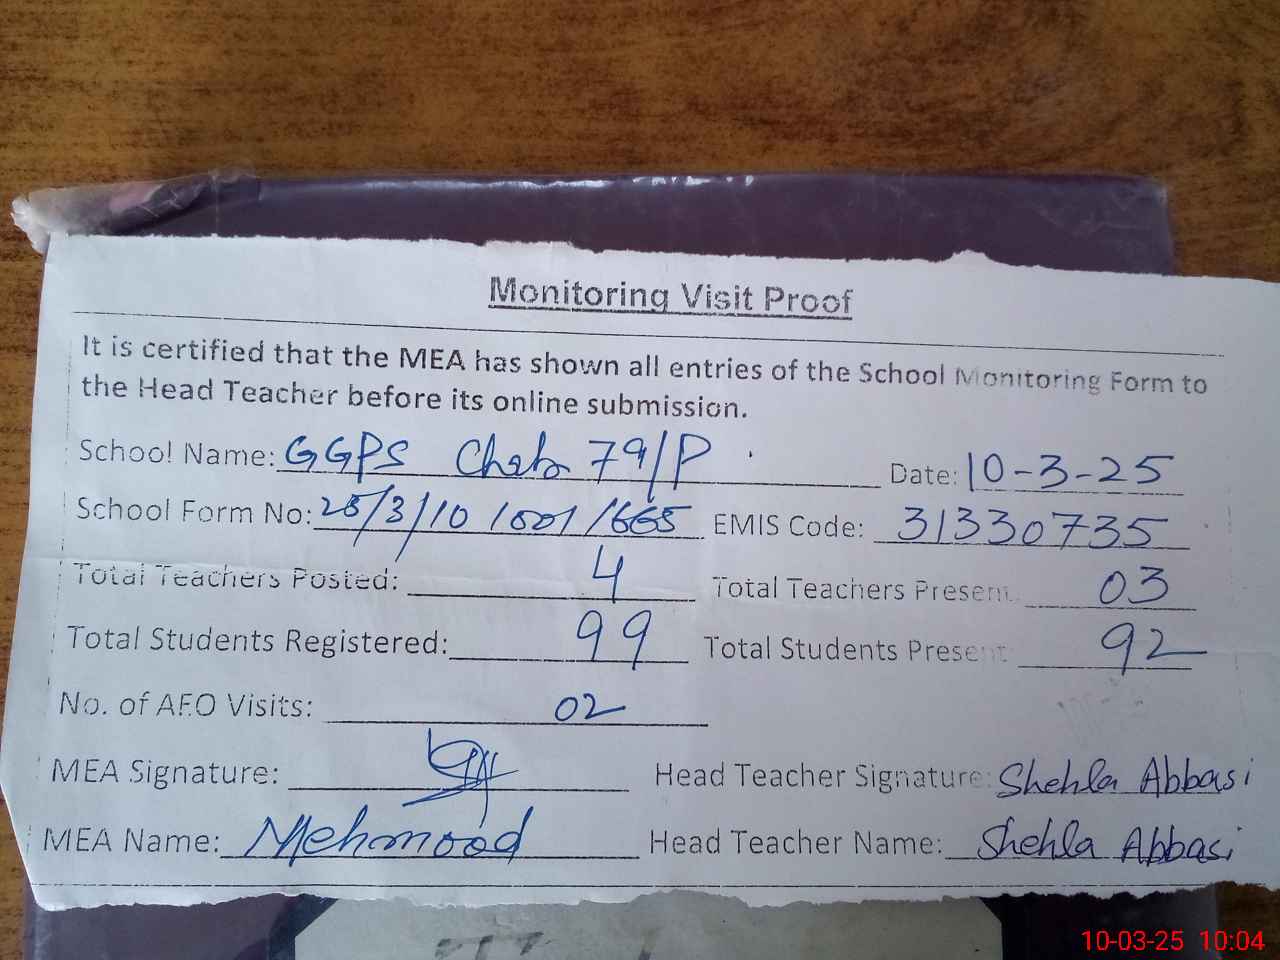 Monitoring Visit Proof
It is certified that the MEA has shown all entries of the School Monitoring Form to
the Head Teacher before its online submission.
School Name: GGPS Chak 79/P Date: 10-3-25
School Form No: 25/3/10/001/665 EMIS Code: 31330735
Total Teachers Posted: 4 Total Teachers Present: 03
Total Students Registered: 99 Total Students Present: 92
No. of AEO Visits: 02
MEA Signature: Head Teacher Signature: Shehla Abbasi
MEA Name: Mehmood Head Teacher Name: Shehla Abbasi
10-03-25 10:04